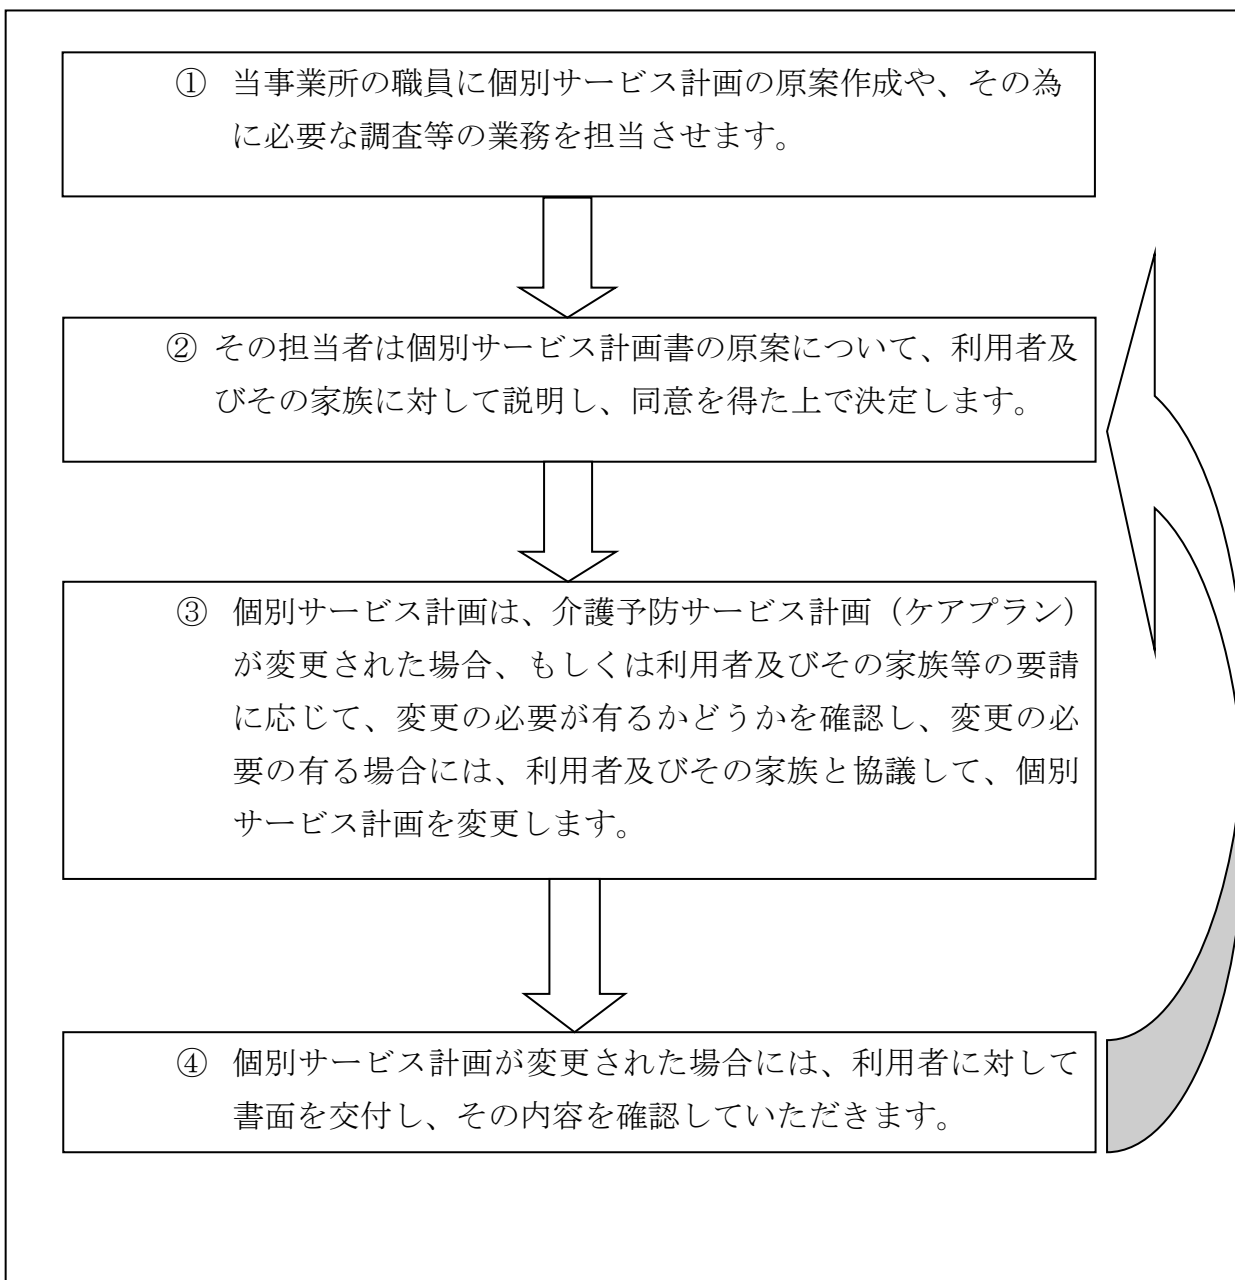 ① 当事業所の職員に個別サービス計画の原案作成や、その為
に必要な調査等の業務を担当させます。
② その担当者は個別サービス計画書の原案について、利用者及
びその家族に対して説明し、同意を得た上で決定します。
③ 個別サービス計画は、介護予防サービス計画（ケアプラン）
が変更された場合、もしくは利用者及びその家族等の要請
に応じて、変更の必要が有るかどうかを確認し、変更の必
要の有る場合には、利用者及びその家族と協議して、個別
サービス計画を変更します。
④ 個別サービス計画が変更された場合には、利用者に対して
書面を交付し、その内容を確認していただきます。